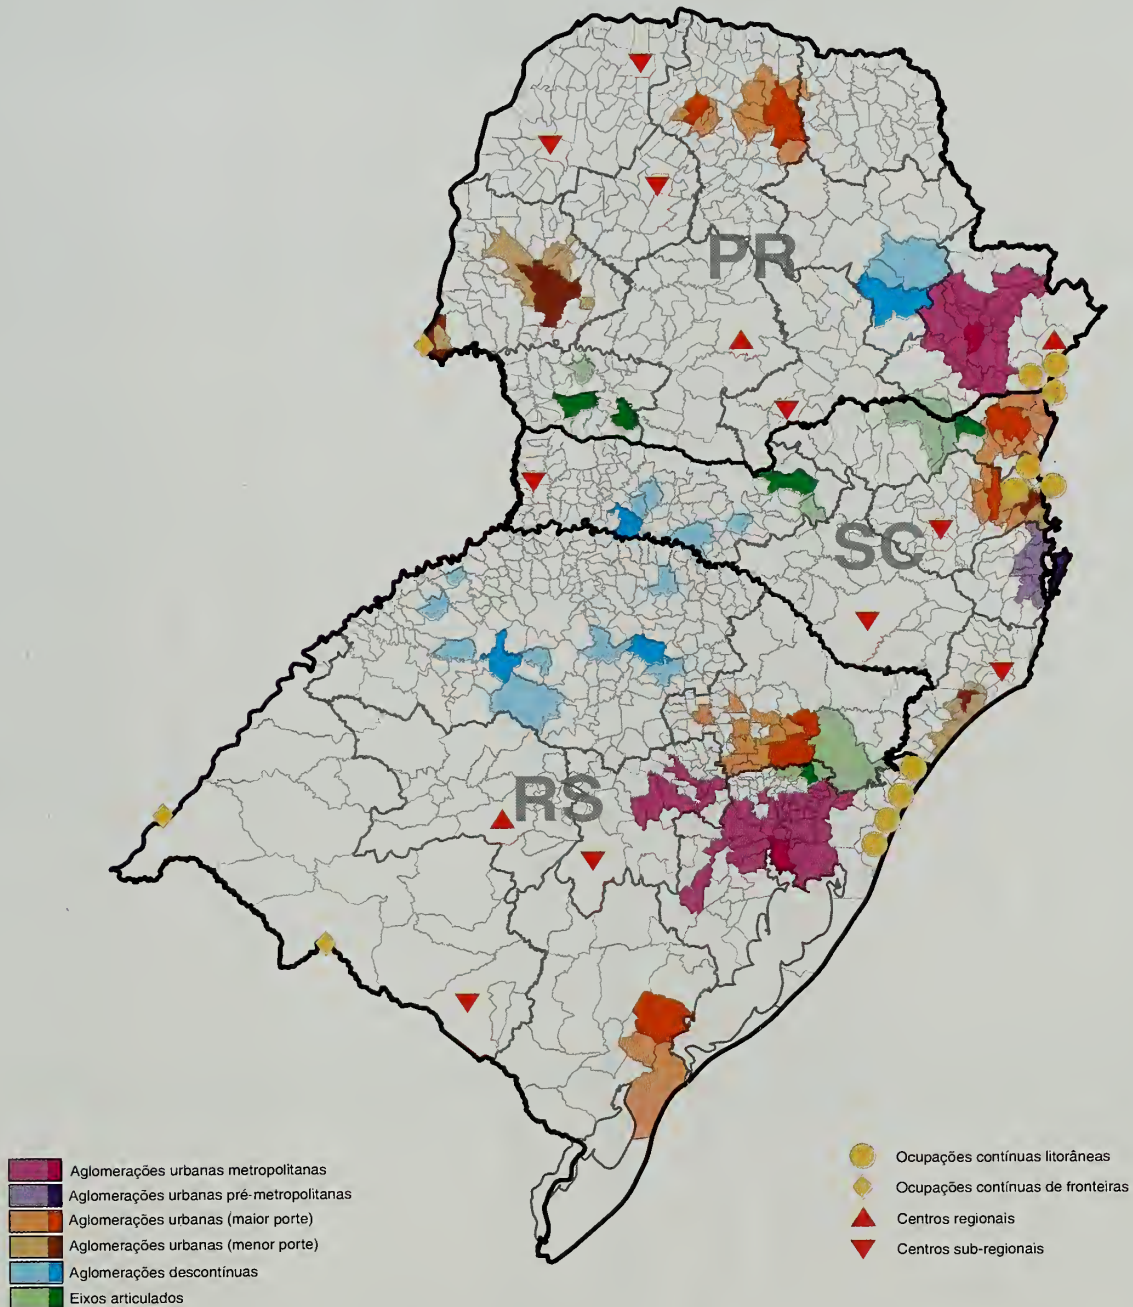 PR
SC
RS
Aglomerações urbanas metropolitanas
Aglomerações urbanas pré-metropolitanas
Aglomerações urbanas (maior porte)
Aglomerações urbanas (menor porte)
Aglomerações descontínuas
Eixos articulados
Ocupações contínuas litorâneas
Ocupações contínuas de fronteiras
Centros regionais
Centros sub-regionais